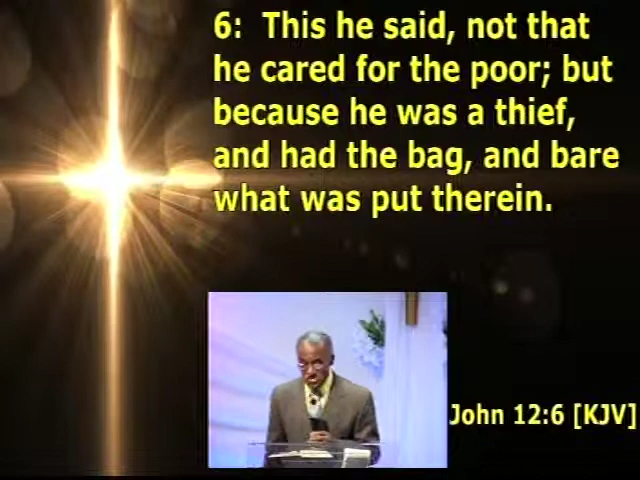 6:  This he said, not that
he cared for the poor; but
because he was a thief,
and had the bag, and bare
what was put therein.
John 12:6 [KJV]